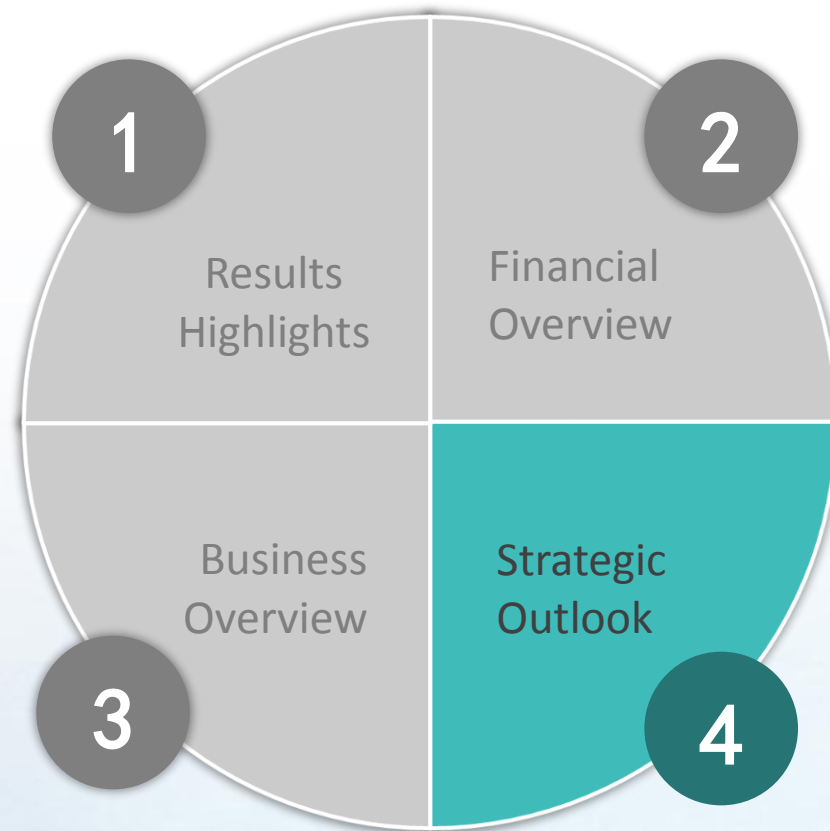 1
Results
Highlights
2
Financial
Overview
3
Business
Overview
4
Strategic
Outlook